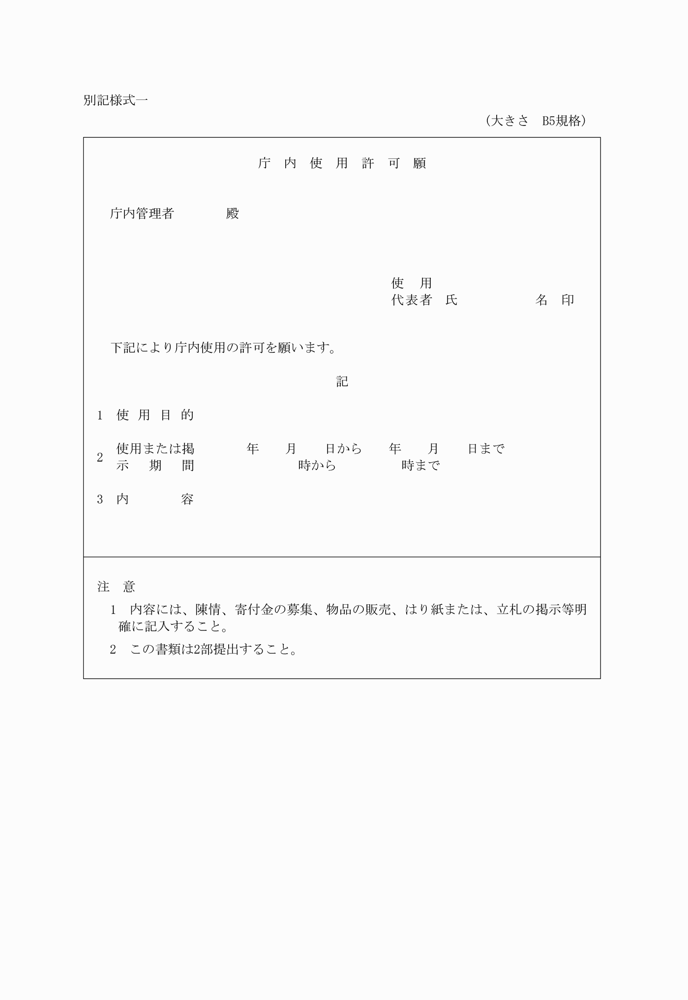 別記様式一
（大きさ　B5規格）
庁　内　使　用　許　可　願
庁内管理者　　　　殿
使　用
代表者　氏　　　　　　名　印
下記により庁内使用の許可を願います。
記
1　使 用 目 的
2　使用または掲　　　　年　　月　　日から　　年　　月　　日まで
示　期　間　　　　　　　　時から　　　　　時まで
3　内　　　　容
注　意
1　内容には、陳情、寄付金の募集、物品の販売、はり紙または、立札の掲示等明
確に記入すること。
2　この書類は2部提出すること。